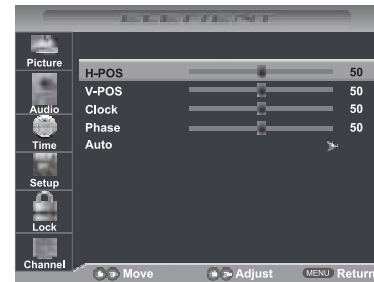 ELEMENT
Picture
Audio
Time
Setup
Lock
Channel
H-POS 50
V-POS 50
Clock 50
Phase 50
Auto
Move Adjust MENU Return